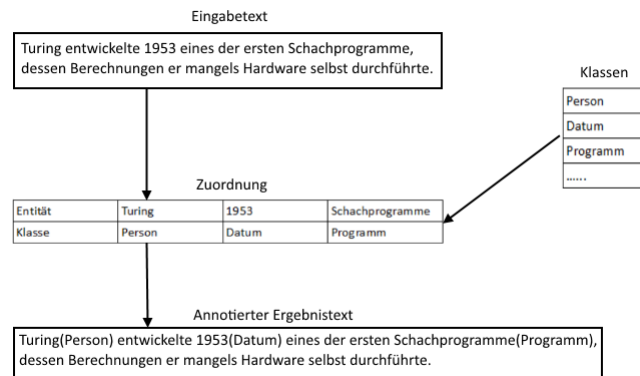 Eingabetext
Turing entwickelte 1953 eines der ersten Schachprogramme,
dessen Berechnungen er mangels Hardware selbst durchführte.
Klassen
Person
Datum
Programm
......
Zuordnung
Entität Turing 1953 Schachprogramme
Klasse Person Datum Programm
Annotierter Ergebnistext
Turing(Person) entwickelte 1953(Datum) eines der ersten Schachprogramme(Programm),
dessen Berechnungen er mangels Hardware selbst durchführte.